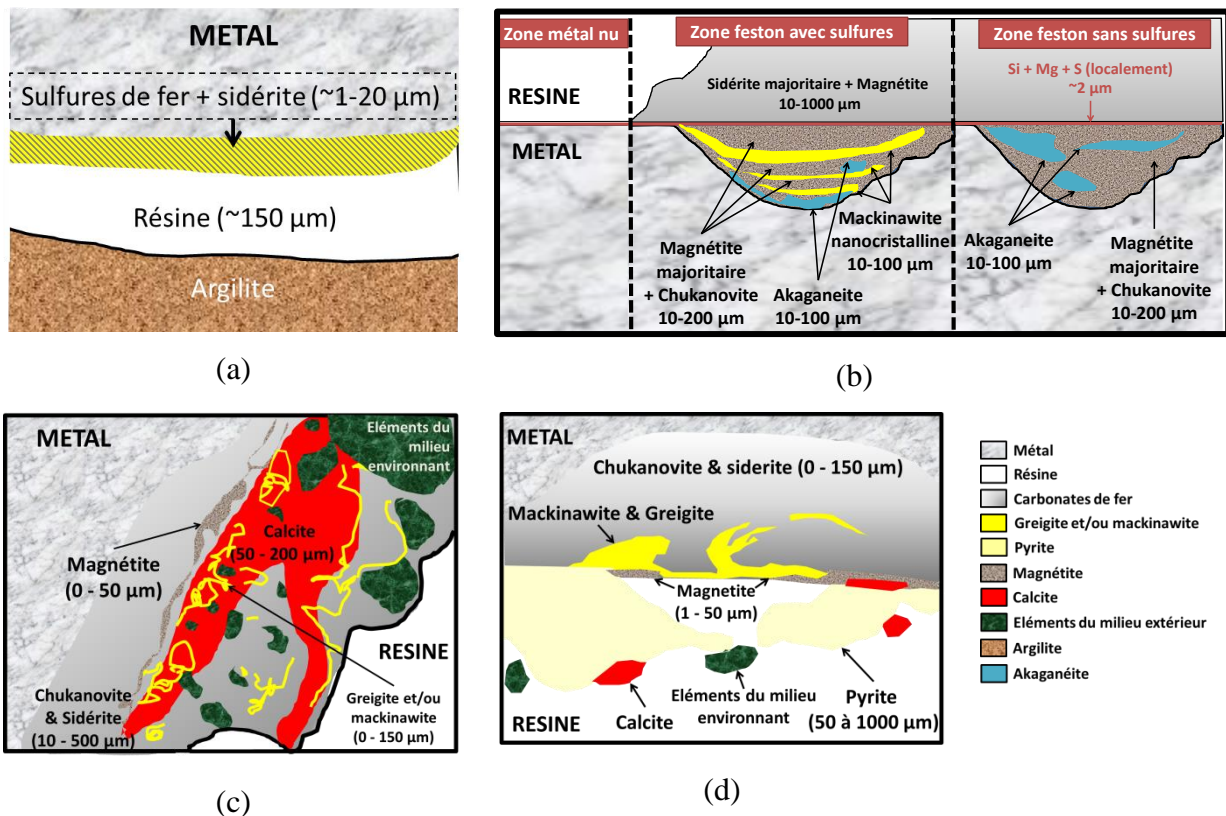 METAL
Sulfures de fer + sidérite (~1-20 µm)
Résine (~150 µm)
Argilite
(a)
Zone métal nu
Zone feston avec sulfures
Zone feston sans sulfures
RESINE
Sidérite majoritaire + Magnétite
10-1000 µm
Si + Mg + S (localement)
~2 µm
METAL
Magnétite
majoritaire
+ Chukanovite
10-200 µm
Akaganeite
10-100 µm
Mackinawite
nanocristalline
10-100 µm
Akaganeite
10-100 µm
Magnétite
majoritaire
+ Chukanovite
10-200 µm
(b)
METAL
Eléments du
milieu
environnant
Calcite
(50 - 200 µm)
Magnétite
(0 - 50 µm)
RESINE
Chukanovite
& Sidérite
(10 - 500 µm)
Greigite et/ou
mackinawite
(0 - 150 µm)
(c)
METAL
Chukanovite & siderite (0 - 150 µm)
Mackinawite & Greigite
Magnetite
(1 - 50 µm)
RESINE
Calcite
Eléments du milieu
environnant
Pyrite
(50 à 1000 µm)
(d)
Métal
Résine
Carbonates de fer
Greigite et/ou mackinawite
Pyrite
Magnétite
Calcite
Eléments du milieu extérieur
Argilite
Akaganéite